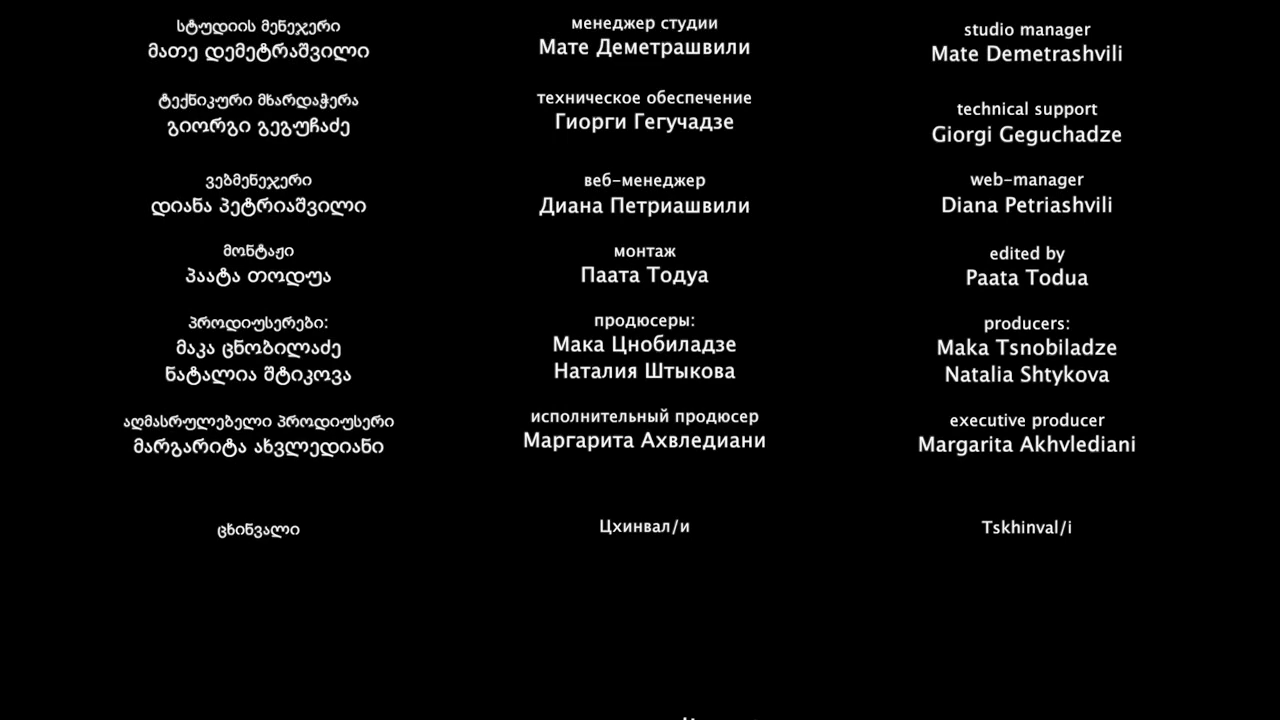 სტუდიის მენეჯერი
მათე დემეტრაშვილი
ტექნიკური მხარდაჭერა
გიორგი გეგუჩაძე
ვებმენეჯერი
დიანა პეტრიაშვილი
მონტაჟი
პაატა თოდუა
პროდიუსერები:
მაკა ცნობილაძე
ნატალია შტიკოვა
აღმასრულებელი პროდიუსერი
მარგარიტა ახვლედიანი
ცხინვალი
менеджер студии
Мате Деметрашвили
техническое обеспечение
Гиорги Гегучадзе
веб-менеджер
Диана Петриашвили
монтаж
Паата Тодуа
продюсеры:
Мака Цнобиладзе
Наталия Штыкова
исполнительный продюсер
Маргарита Ахвледиани
Цхинвал/и
studio manager
Mate Demetrashvili
technical support
Giorgi Geguchadze
web-manager
Diana Petriashvili
edited by
Paata Todua
producers:
Maka Tsnobiladze
Natalia Shtykova
executive producer
Margarita Akhvlediani
Tskhinval/i